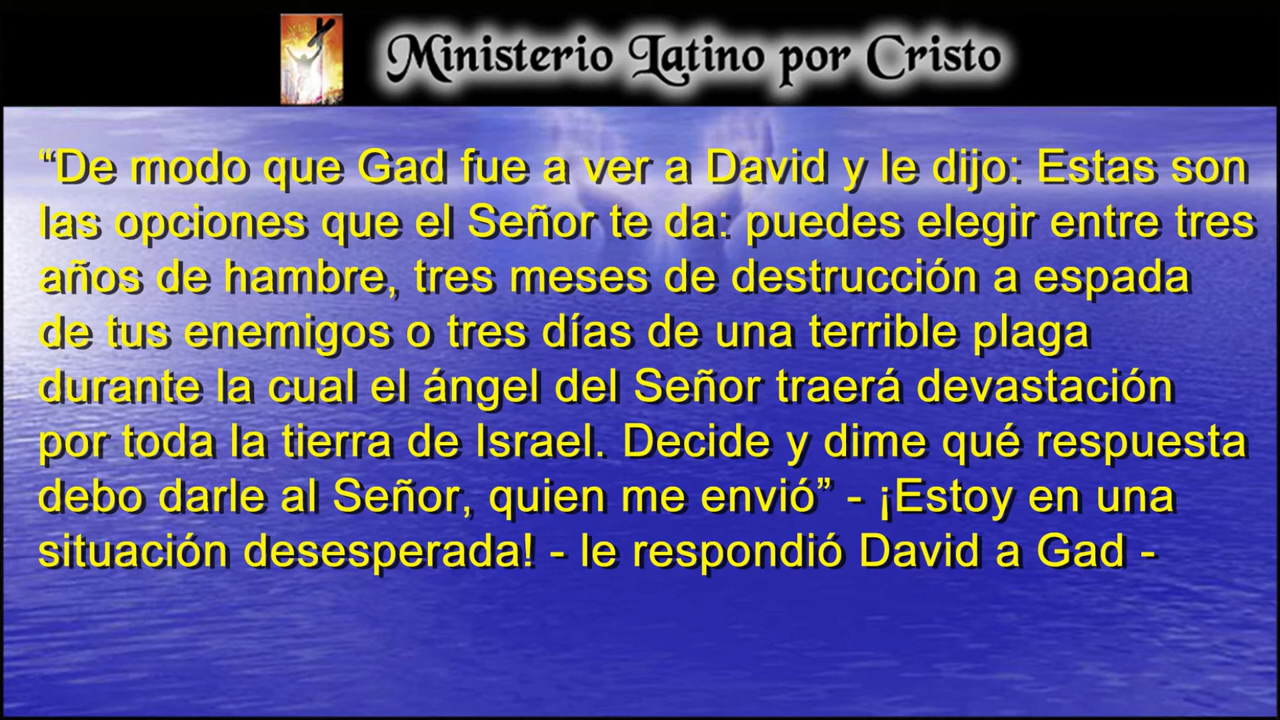 Ministerio Latino por Cristo
“De modo que Gad fue a ver a David y le dijo: Estas son
las opciones que el Señor te da: puedes elegir entre tres
años de hambre, tres meses de destrucción a espada
de tus enemigos o tres días de una terrible plaga
durante la cual el ángel del Señor traerá devastación
por toda la tierra de Israel. Decide y dime qué respuesta
debo darle al Señor, quien me envió” - ¡Estoy en una
situación desesperada! - le respondió David a Gad -